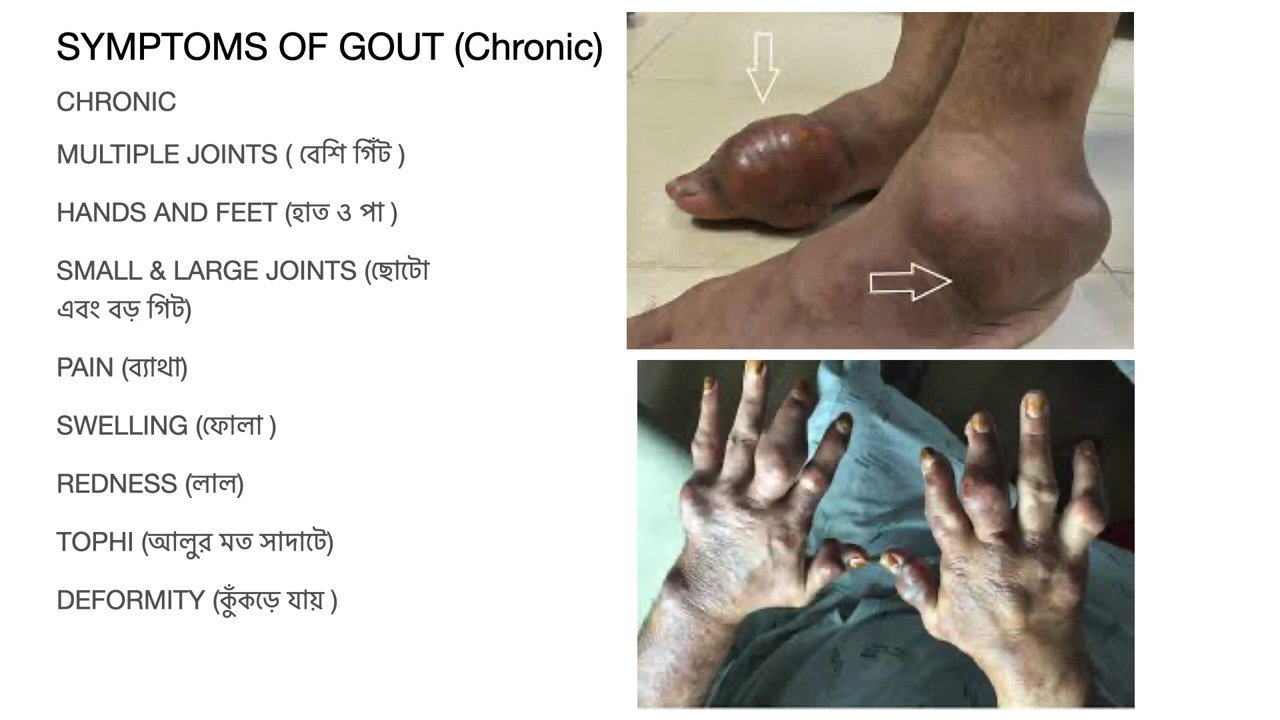 SYMPTOMS OF GOUT (Chronic)
CHRONIC
MULTIPLE JOINTS ( বেশি গিঁট )
HANDS AND FEET (হাত ও পা )
SMALL & LARGE JOINTS (ছোটো
এবং বড় গিট)
PAIN (ব্যাথা)
SWELLING (ফোলা )
REDNESS (লাল)
TOPHI (আলুর মত সাদাটে)
DEFORMITY (কুঁকড়ে যায় )